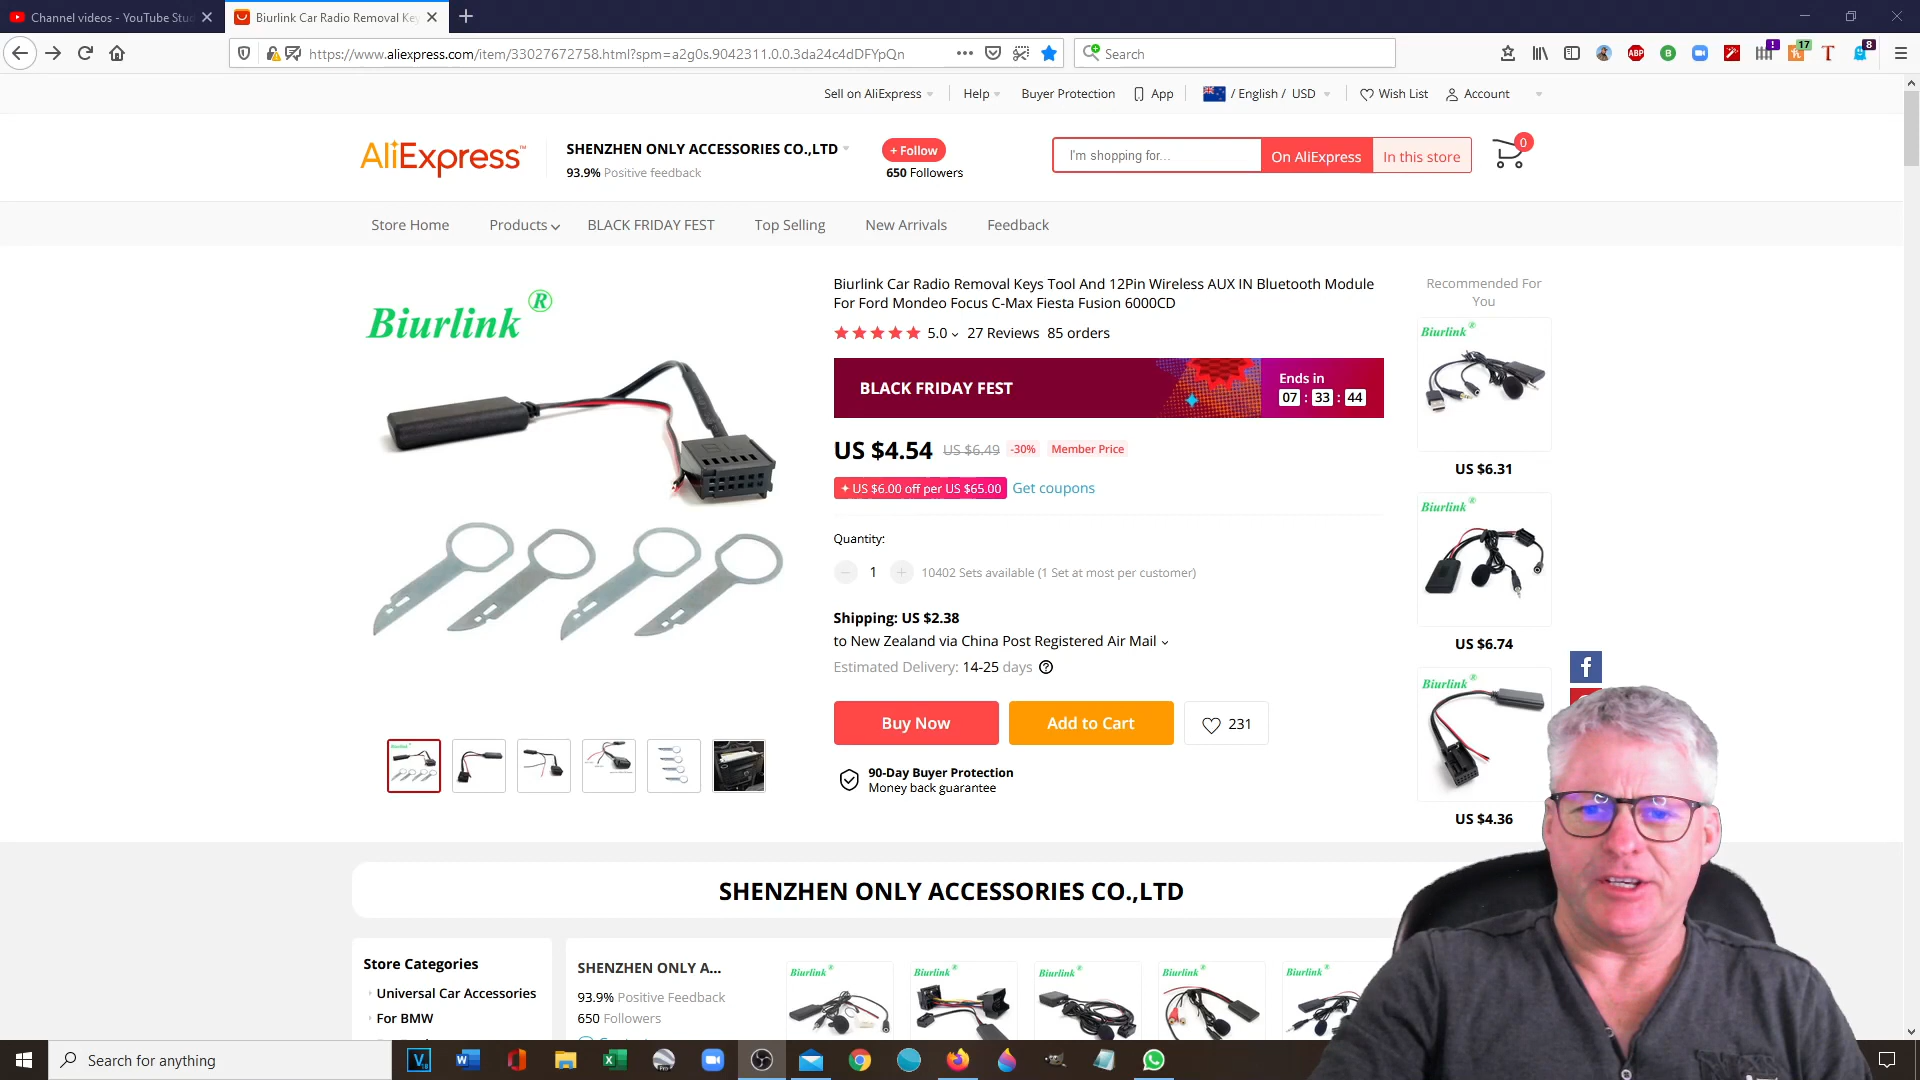 Channel videos - YouTube Stu
Biurlink Car Radio Removal Key
https://www.aliexpress.com/item/33027672758.html?spm=a2g0s.9042311.0.0.3da24c4dDFYpQn
Search
ABP
B
!
17
T
8
Sell on AliExpress
Help
Buyer Protection
App
/ English / USD
Wish List
Account
AliExpress™
SHENZHEN ONLY ACCESSORIES CO.,LTD
93.9% Positive feedback
+ Follow
650 Followers
I'm shopping for...
On AliExpress
In this store
0
Store Home
Products
BLACK FRIDAY FEST
Top Selling
New Arrivals
Feedback
Biurlink ®
Biurlink Car Radio Removal Keys Tool And 12Pin Wireless AUX IN Bluetooth Module
For Ford Mondeo Focus C-Max Fiesta Fusion 6000CD
5.0 27 Reviews 85 orders
BLACK FRIDAY FEST
Ends in
07 : 33 : 44
US $4.54 US $6.49 -30% Member Price
US $6.00 off per US $65.00 Get coupons
Quantity:
1
10402 Sets available (1 Set at most per customer)
Shipping: US $2.38
to New Zealand via China Post Registered Air Mail
Estimated Delivery: 14-25 days
Buy Now
Add to Cart
231
90-Day Buyer Protection
Money back guarantee
Recommended For
You
Biurlink ®
US $6.31
Biurlink ®
US $6.74
Biurlink ®
US $4.36
f
SHENZHEN ONLY ACCESSORIES CO.,LTD
Store Categories
Universal Car Accessories
For BMW
SHENZHEN ONLY A...
93.9% Positive Feedback
650 Followers
Biurlink ®
Biurlink ®
Biurlink ®
Biurlink ®
Biurlink ®
Search for anything